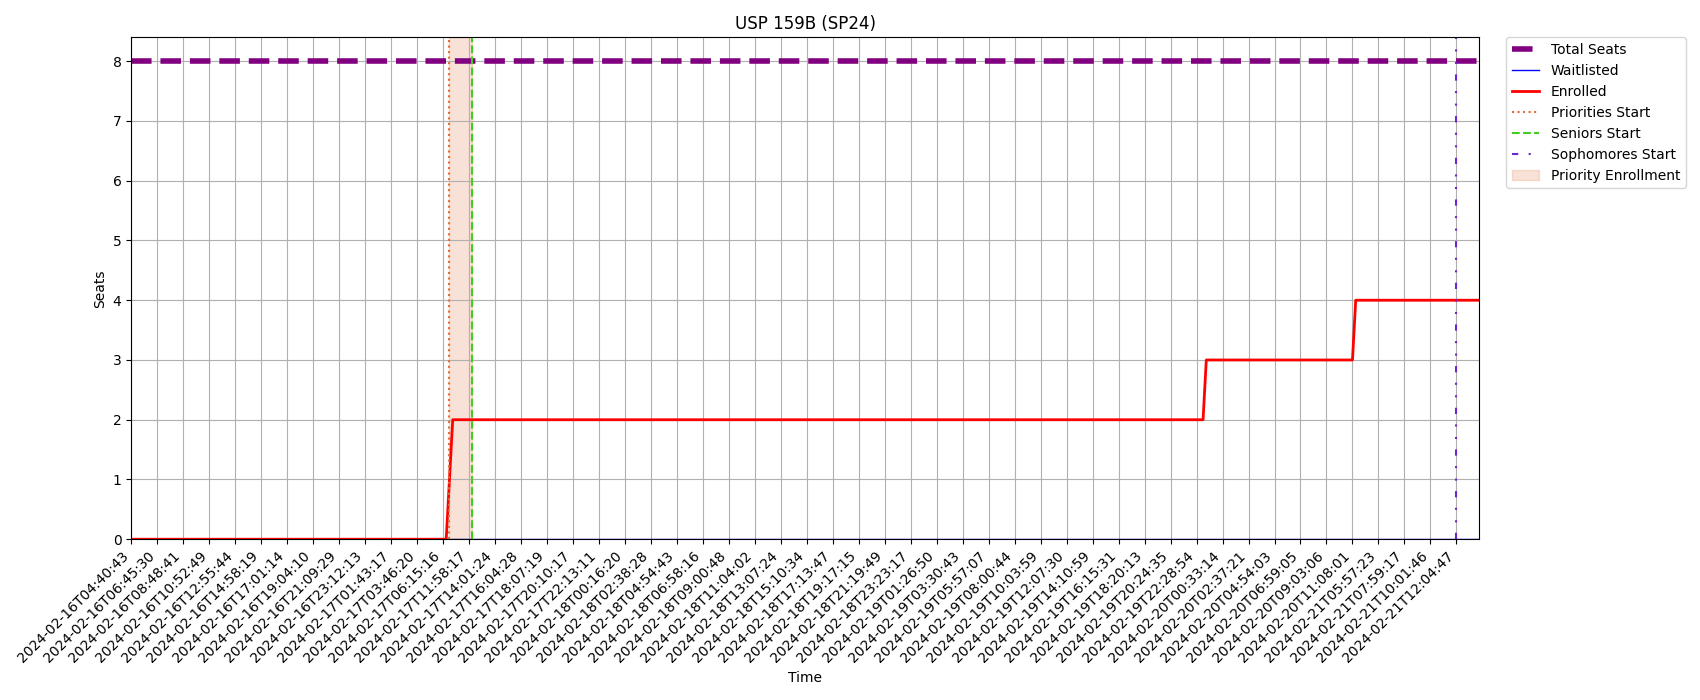 USP 159B (SP24)
Total Seats
Waitlisted
Enrolled
Priorities Start
Seniors Start
Sophomores Start
Priority Enrollment
Seats
8
7
6
5
4
3
2
1
0
2024-02-16T04:40:43
2024-02-16T06:45:30
2024-02-16T08:48:41
2024-02-16T10:52:49
2024-02-16T12:55:44
2024-02-16T14:58:19
2024-02-16T17:01:14
2024-02-16T19:04:10
2024-02-16T21:09:29
2024-02-16T23:12:13
2024-02-17T01:43:17
2024-02-17T03:46:20
2024-02-17T06:15:16
2024-02-17T11:58:17
2024-02-17T14:01:24
2024-02-17T16:04:28
2024-02-17T18:07:19
2024-02-17T20:10:17
2024-02-17T22:13:11
2024-02-18T00:16:20
2024-02-18T02:38:28
2024-02-18T04:54:43
2024-02-18T06:58:16
2024-02-18T09:00:48
2024-02-18T11:04:02
2024-02-18T13:07:24
2024-02-18T15:10:34
2024-02-18T17:13:47
2024-02-18T19:17:15
2024-02-18T21:19:49
2024-02-18T23:23:17
2024-02-19T01:26:50
2024-02-19T03:30:43
2024-02-19T05:57:07
2024-02-19T08:00:44
2024-02-19T10:03:59
2024-02-19T12:07:30
2024-02-19T14:10:59
2024-02-19T16:15:31
2024-02-19T18:20:13
2024-02-19T20:24:35
2024-02-19T22:28:54
2024-02-20T00:33:14
2024-02-20T02:37:21
2024-02-20T04:54:03
2024-02-20T06:59:05
2024-02-20T09:03:06
2024-02-20T11:08:01
2024-02-21T05:57:23
2024-02-21T07:59:17
2024-02-21T10:01:46
2024-02-21T12:04:47
Time